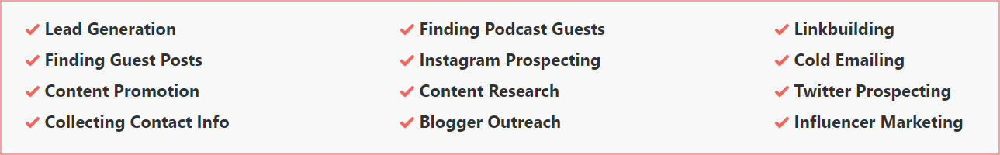 Lead Generation
Finding Guest Posts
Content Promotion
Collecting Contact Info
Finding Podcast Guests
Instagram Prospecting
Content Research
Blogger Outreach
Linkbuilding
Cold Emailing
Twitter Prospecting
Influencer Marketing